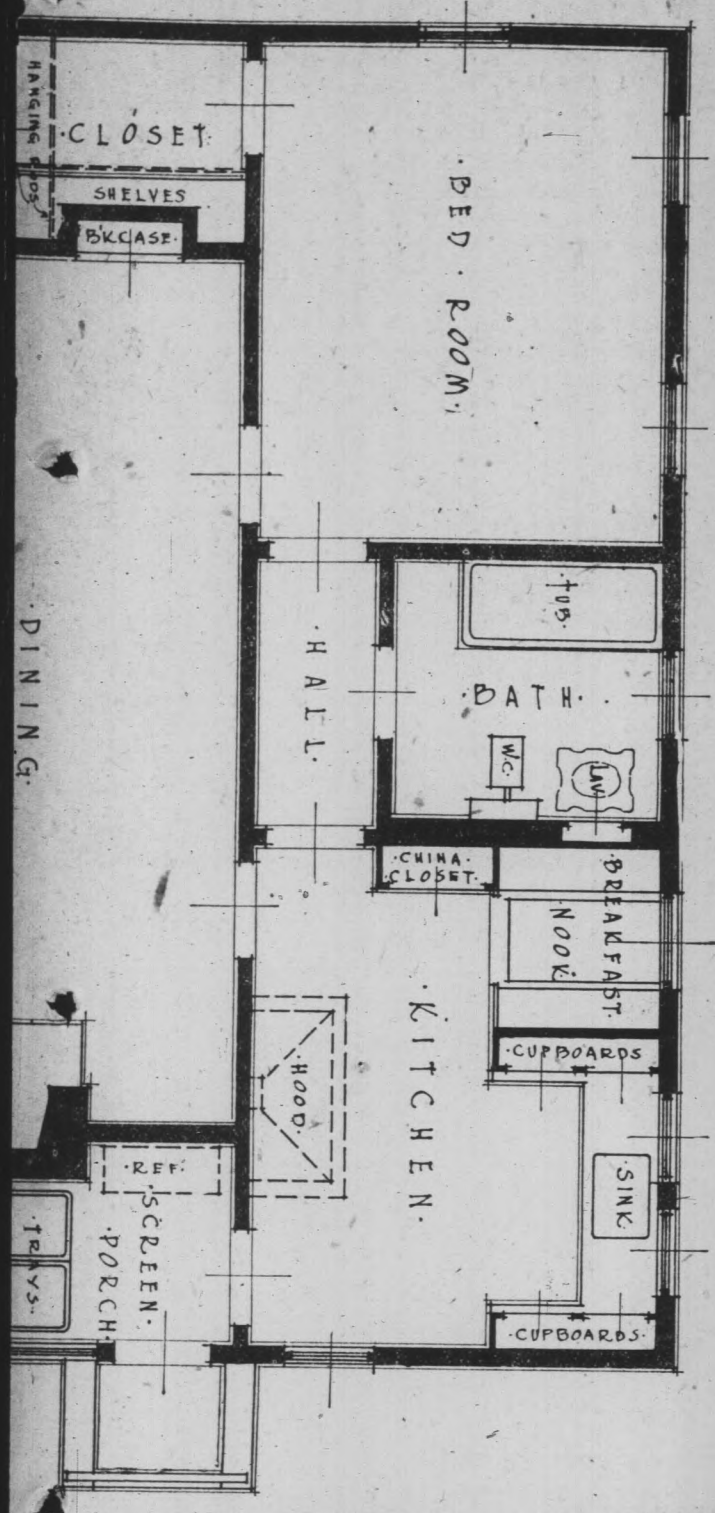 HANGING RODS
·CLOSET·
SHELVES
B'KCASE·
·BED·ROOM·
·DINING·
·HALL·
·TUB·
·BATH·
W.C.
LAV.
·CHINA·
CLOSET·
·BREAKFAST·
NOOK
·KITCHEN·
·HOOD·
·CUPBOARDS
·SINK·
·REF.
·SCREEN·
PORCH·
·TRAYS·
·CUPBOARDS·